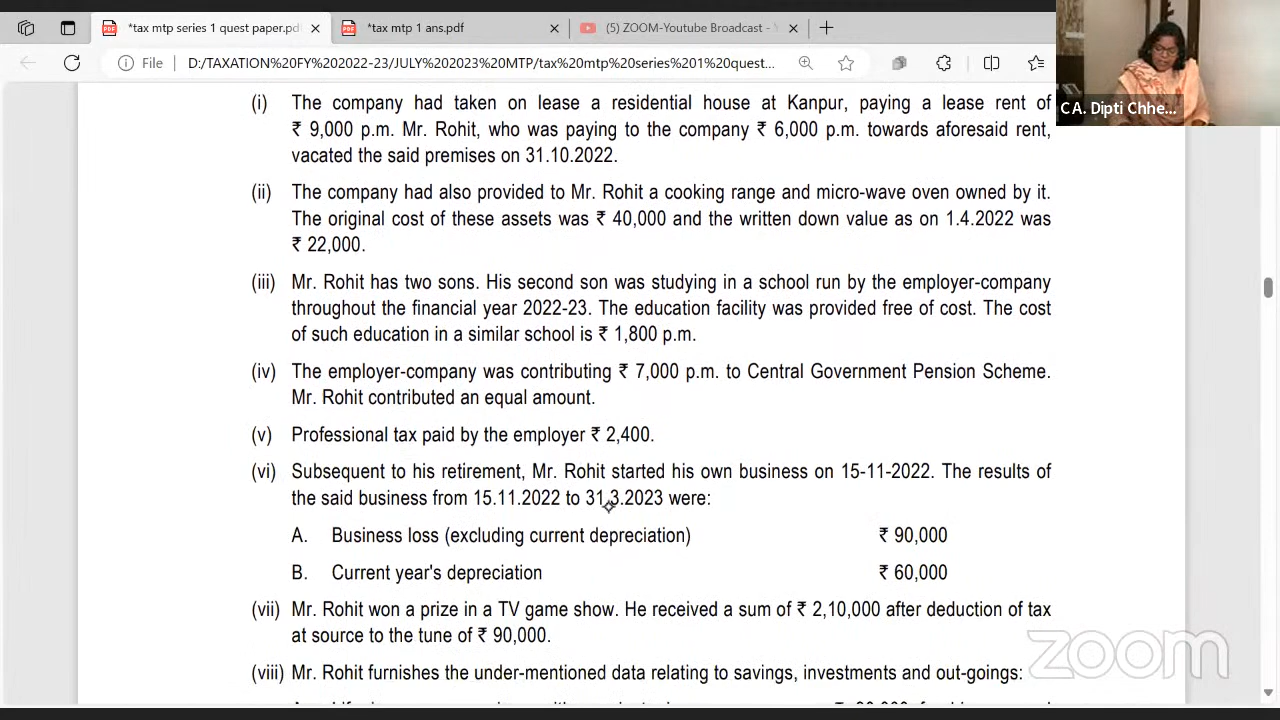 *tax mtp series 1 quest paper.pdf
*tax mtp 1 ans.pdf
(5) ZOOM-Youtube Broadcast -
File
D:/TAXATION%20FY%202022-23/JULY%202023%20MTP/tax%20mtp%20series%201%20quest...
C A. Dipti Chhe...
(i) The company had taken on lease a residential house at Kanpur, paying a lease rent of
₹ 9,000 p.m. Mr. Rohit, who was paying to the company ₹ 6,000 p.m. towards aforesaid rent,
vacated the said premises on 31.10.2022.
(ii) The company had also provided to Mr. Rohit a cooking range and micro-wave oven owned by it.
The original cost of these assets was ₹ 40,000 and the written down value as on 1.4.2022 was
₹ 22,000.
(iii) Mr. Rohit has two sons. His second son was studying in a school run by the employer-company
throughout the financial year 2022-23. The education facility was provided free of cost. The cost
of such education in a similar school is ₹ 1,800 p.m.
(iv) The employer-company was contributing ₹ 7,000 p.m. to Central Government Pension Scheme.
Mr. Rohit contributed an equal amount.
(v) Professional tax paid by the employer ₹ 2,400.
(vi) Subsequent to his retirement, Mr. Rohit started his own business on 15-11-2022. The results of
the said business from 15.11.2022 to 31.3.2023 were:
A. Business loss (excluding current depreciation) ₹ 90,000
B. Current year's depreciation ₹ 60,000
(vii) Mr. Rohit won a prize in a TV game show. He received a sum of ₹ 2,10,000 after deduction of tax
at source to the tune of ₹ 90,000.
(viii) Mr. Rohit furnishes the under-mentioned data relating to savings, investments and out-goings:
zoom